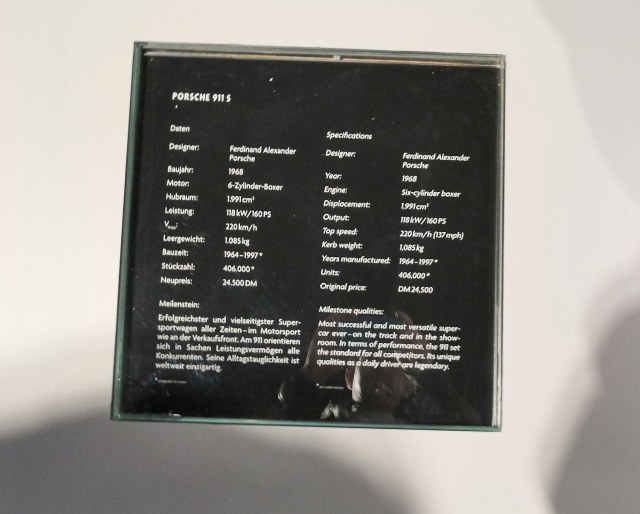 PORSCHE 911 S
Daten
Designer: Ferdinand Alexander
Porsche
Baujahr: 1968
Motor: 6-Zylinder-Boxer
Hubraum: 1.991 cm³
Leistung: 118 kW/160 PS
Vmax: 220 km/h
Leergewicht: 1.085 kg
Bauzeit: 1964–1997*
Stückzahl: 406.000*
Neupreis: 24.500 DM
Meilenstein:
Erfolgreichster und vielseitigster Super-
sportwagen aller Zeiten – im Motorsport
wie an der Verkaufsfront. Am 911 orientieren
sich in Sachen Leistungsvermögen alle
Konkurrenten. Seine Alltagstauglichkeit ist
weltweit einzigartig.
Specifications
Designer: Ferdinand Alexander
Porsche
Year: 1968
Engine: Six-cylinder boxer
Displacement: 1,991 cm³
Output: 118 kW/160 PS
Top speed: 220 km/h (137 mph)
Kerb weight: 1,085 kg
Years manufactured: 1964–1997*
Units: 406,000*
Original price: DM 24,500
Milestone qualities:
Most successful and most versatile super-
car ever – on the track and in the show-
room. In terms of performance, the 911 set
the standard for all competitors. Its unique
qualities as a daily driver are legendary.